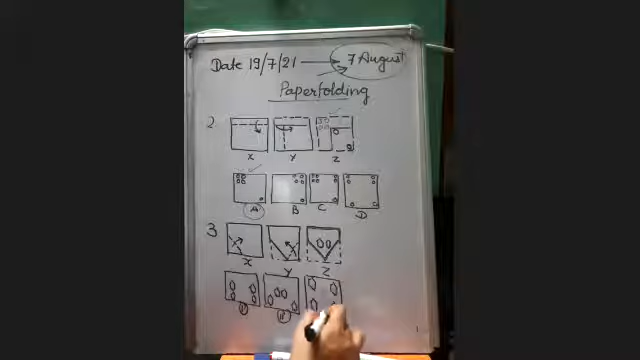 Date 19/7/21 → 7 August
Paperfolding
2.
X Y Z
A B C D
3
X Y Z